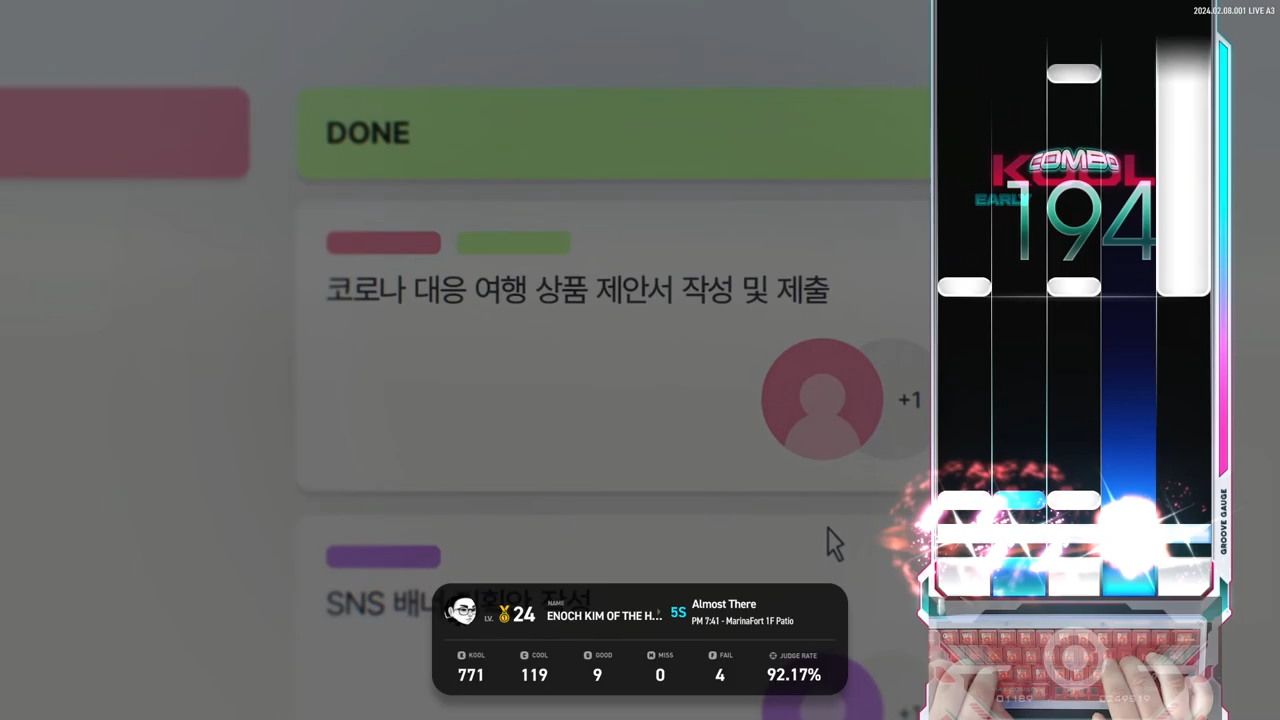 2024.02.08.001 LIVE A3
DONE
COMBO
KOOL
EARLY
194
코로나 대응 여행 상품 제안서 작성 및 제출
+1
GROOVE GAUGE
SNS 배너
작성
LV. 24
NAME
ENOCH KIM OF THE H...
5S
Almost There
PM 7:41 - MarinaFort 1F Patio
K KOOL
C COOL
G GOOD
M MISS
F FAIL
JUDGE RATE
771
119
9
0
4
92.17%
+1
01189
0249519